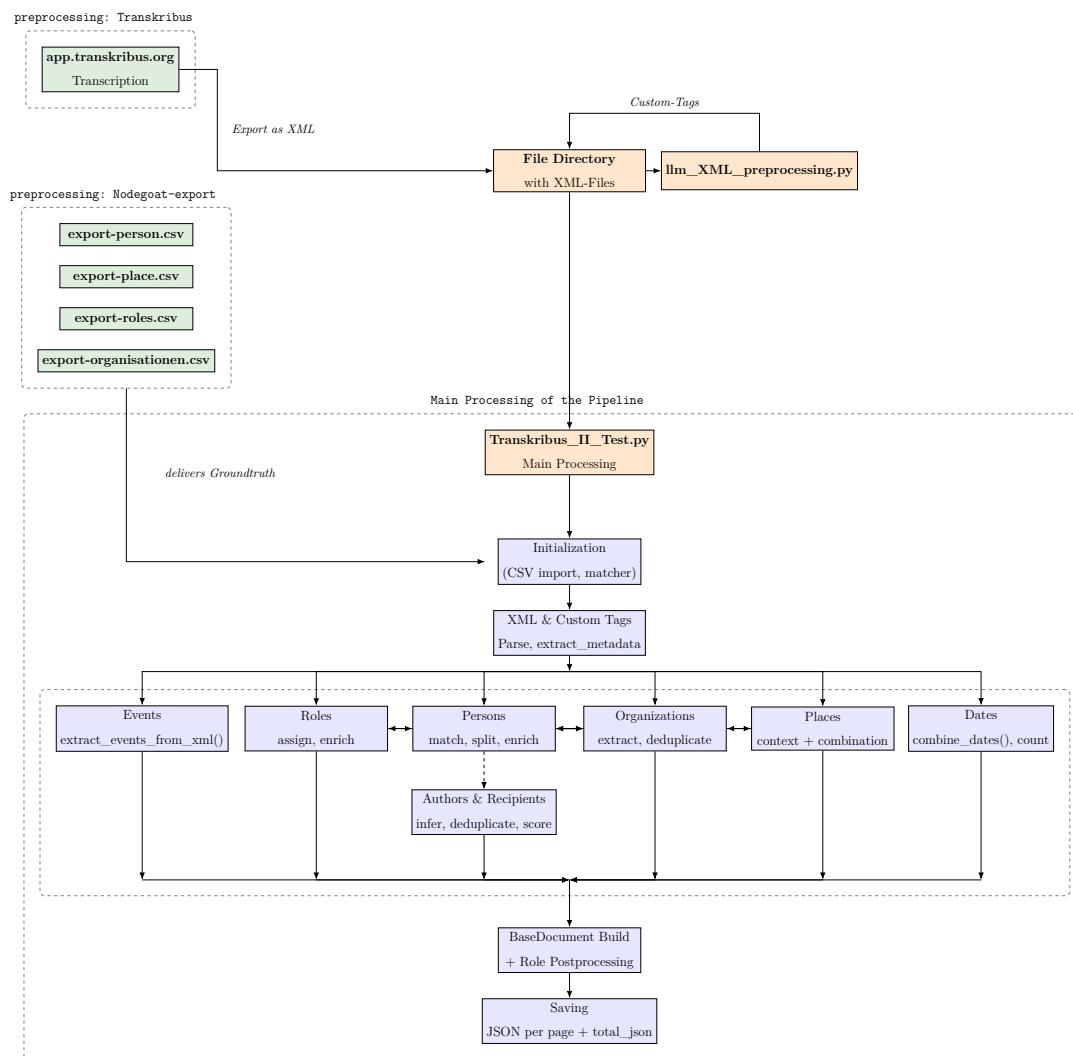 preprocessing: Transkribus
app.transkribus.org
Transcription
Export as XML
Custom-Tags
File Directory
with XML-Files
llm_XML_preprocessing.py
preprocessing: Nodegoat-export
export-person.csv
export-place.csv
export-roles.csv
export-organisationen.csv
delivers Groundtruth
Main Processing of the Pipeline
Transkribus_II_Test.py
Main Processing
Initialization
(CSV import, matcher)
XML & Custom Tags
Parse, extract_metadata
Events
extract_events_from_xml()
Roles
assign, enrich
Persons
match, split, enrich
Organizations
extract, deduplicate
Places
context + combination
Dates
combine_dates(), count
Authors & Recipients
infer, deduplicate, score
BaseDocument Build
+ Role Postprocessing
Saving
JSON per page + total_json